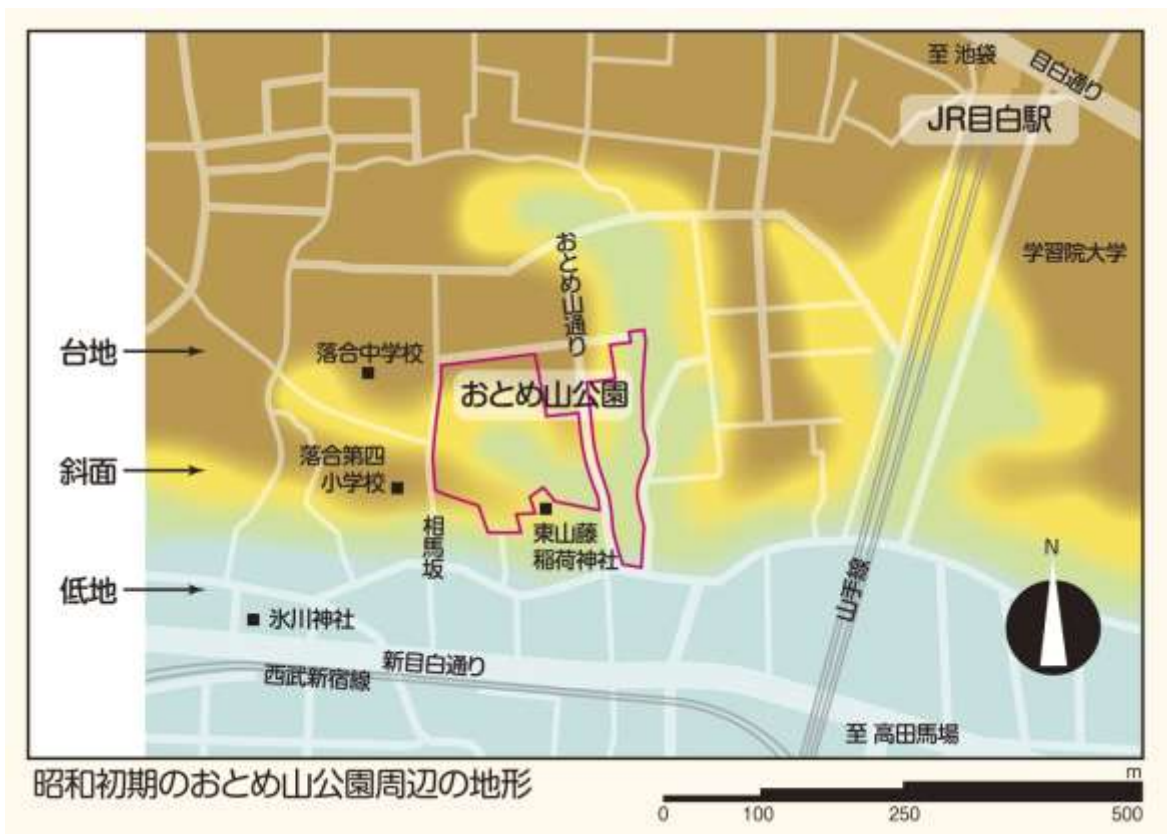 至 池袋
目白通り
JR目白駅
学習院大学
おとめ山通り
台地
落合中学校
おとめ山公園
斜面
落合第四
小学校
相馬坂
東山藤
稲荷神社
低地
氷川神社
山手線
N
新目白通り
西武新宿線
至 高田馬場
昭和初期のおとめ山公園周辺の地形
m
0
100
250
500